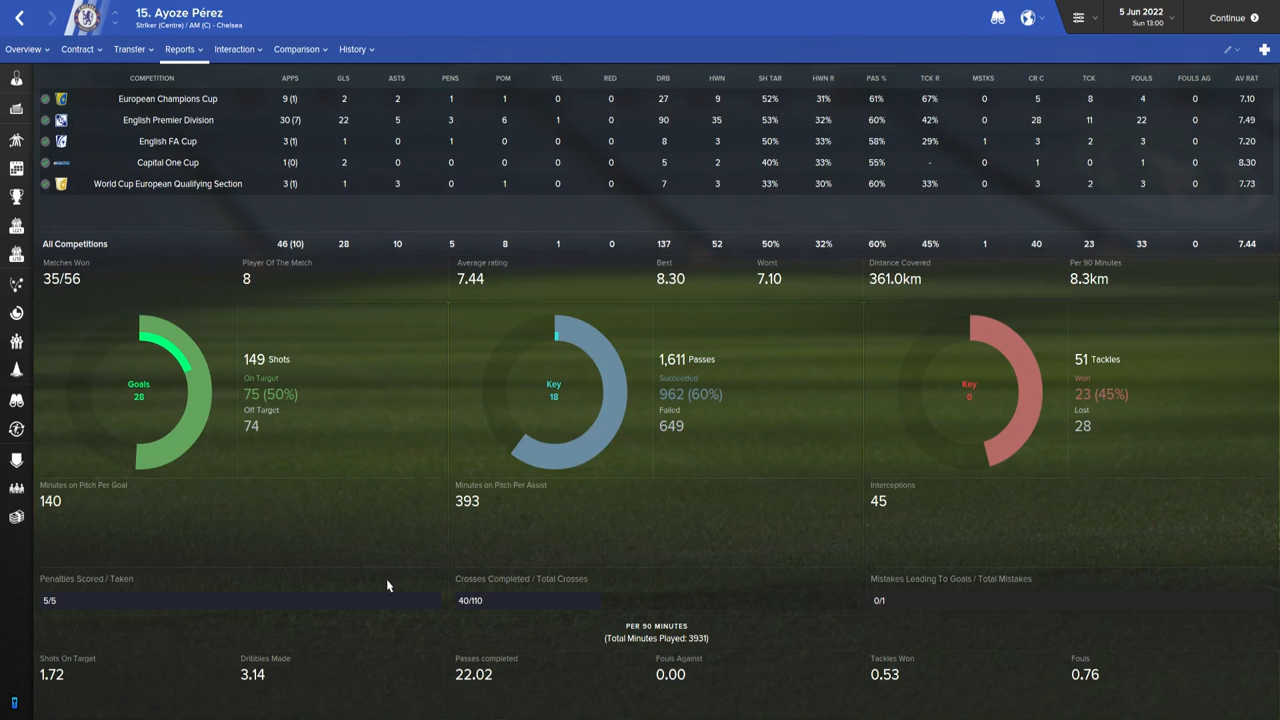 15. Ayoze Pérez
Striker (Centre) / AM (C) - Chelsea
5 Jun 2022
Sun 13:00
Continue
Overview Contract Transfer Reports Interaction Comparison History
COMPETITION APPS GLS ASTS PENS POM YEL RED DRB HWN SH TAR HWN R PAS % TCK R MSTKS CR C TCK FOULS FOULS AG AV RAT
European Champions Cup 9 (1) 2 2 1 1 0 0 27 9 52% 31% 61% 67% 0 5 8 4 0 7.10
English Premier Division 30 (7) 22 5 3 6 1 0 90 35 53% 32% 60% 42% 0 28 11 22 0 7.49
English FA Cup 3 (1) 1 0 1 0 0 0 8 3 50% 33% 58% 29% 1 3 2 3 0 7.20
Capital One Cup 1 (0) 2 0 0 0 0 0 5 2 40% 33% 55% - 0 1 0 1 0 8.30
World Cup European Qualifying Section 3 (1) 1 3 0 1 0 0 7 3 33% 30% 60% 33% 0 3 2 3 0 7.73
All Competitions 46 (10) 28 10 5 8 1 0 137 52 50% 32% 60% 45% 1 40 23 33 0 7.44
Matches Won Player Of The Match Average rating Best Worst Distance Covered Per 90 Minutes
35/56 8 7.44 8.30 7.10 361.0km 8.3km
Goals
28
149 Shots
On Target
75 (50%)
Off Target
74
Key
18
1,611 Passes
Succeeded
962 (60%)
Failed
649
Key
0
51 Tackles
Won
23 (45%)
Lost
28
Minutes on Pitch Per Goal Minutes on Pitch Per Assist Interceptions
140 393 45
Penalties Scored / Taken Crosses Completed / Total Crosses Mistakes Leading To Goals / Total Mistakes
5/5 40/110 0/1
PER 90 MINUTES
(Total Minutes Played: 3931)
Shots On Target Dribbles Made Passes completed Fouls Against Tackles Won Fouls
1.72 3.14 22.02 0.00 0.53 0.76